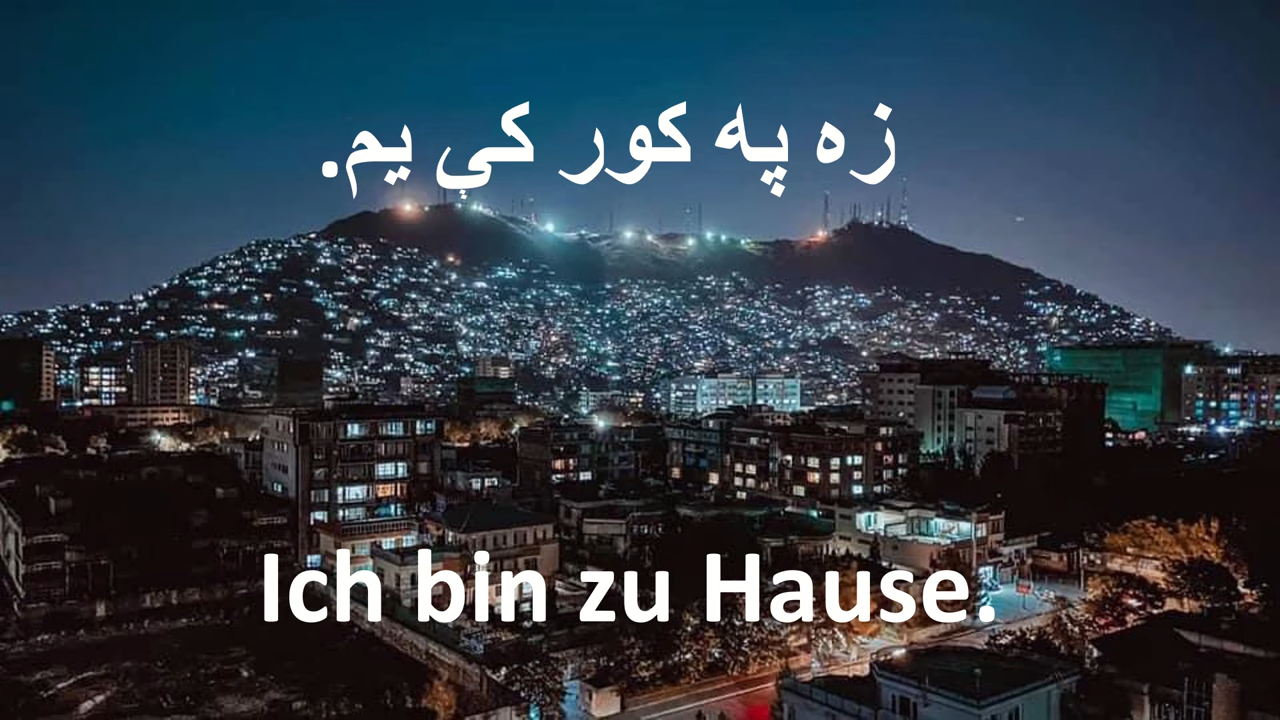 زه په کور کې یم.
Ich bin zu Hause.